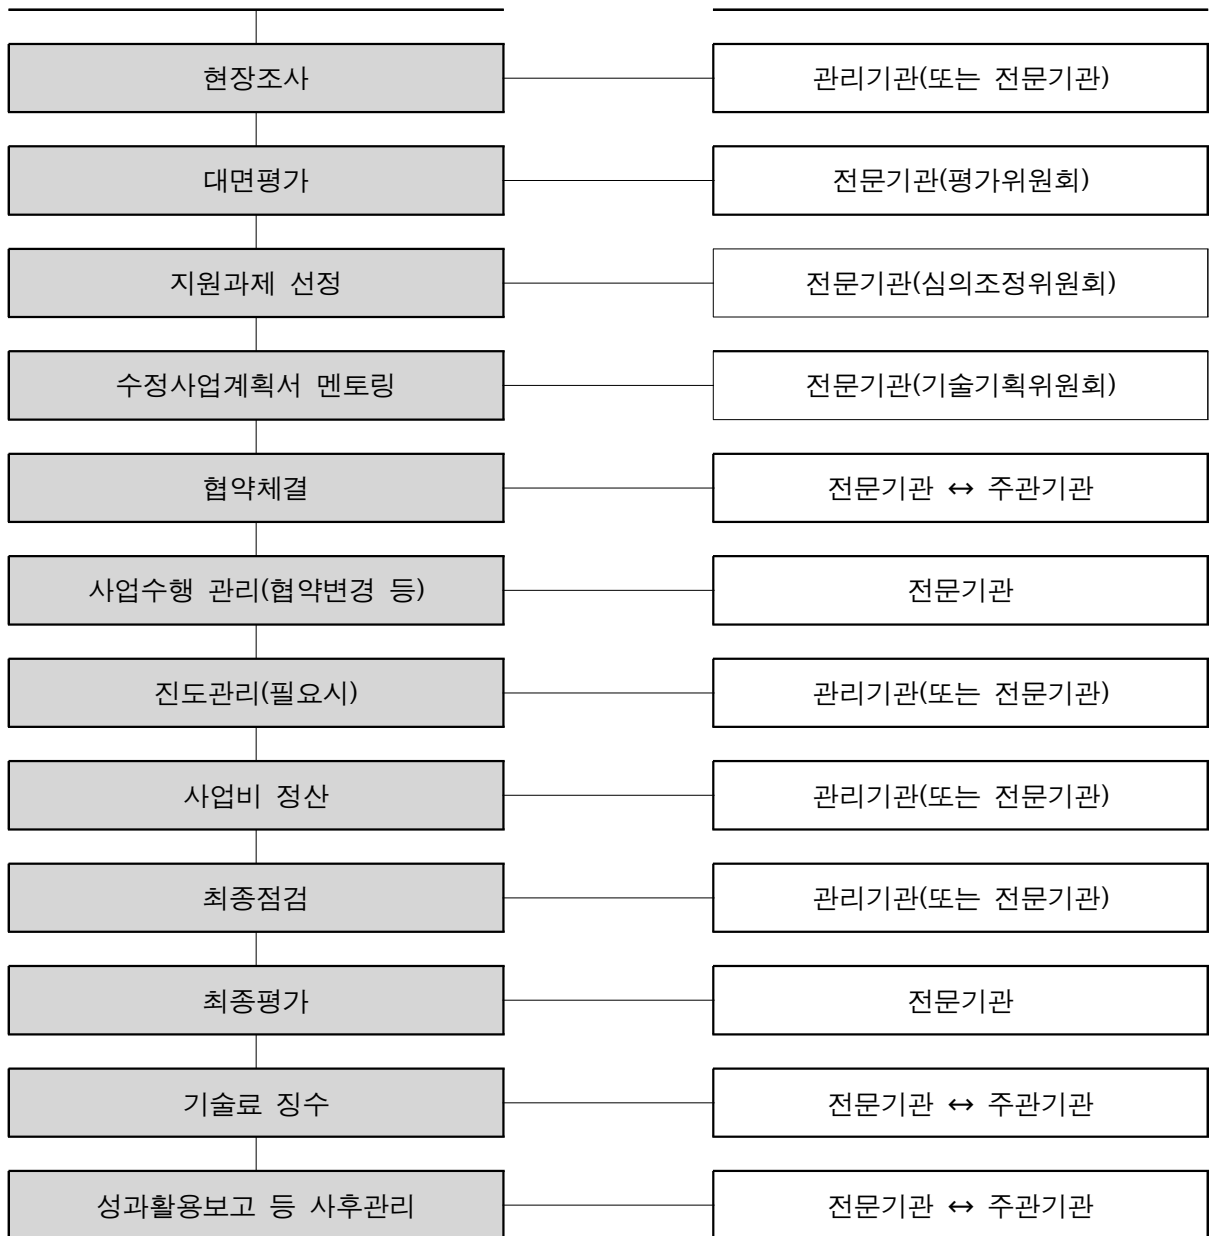 현장조사
관리기관(또는 전문기관)
대면평가
전문기관(평가위원회)
지원과제 선정
전문기관(심의조정위원회)
수정사업계획서 멘토링
전문기관(기술기획위원회)
협약체결
전문기관 ↔ 주관기관
사업수행 관리(협약변경 등)
전문기관
진도관리(필요시)
관리기관(또는 전문기관)
사업비 정산
관리기관(또는 전문기관)
최종점검
관리기관(또는 전문기관)
최종평가
전문기관
기술료 징수
전문기관 ↔ 주관기관
성과활용보고 등 사후관리
전문기관 ↔ 주관기관